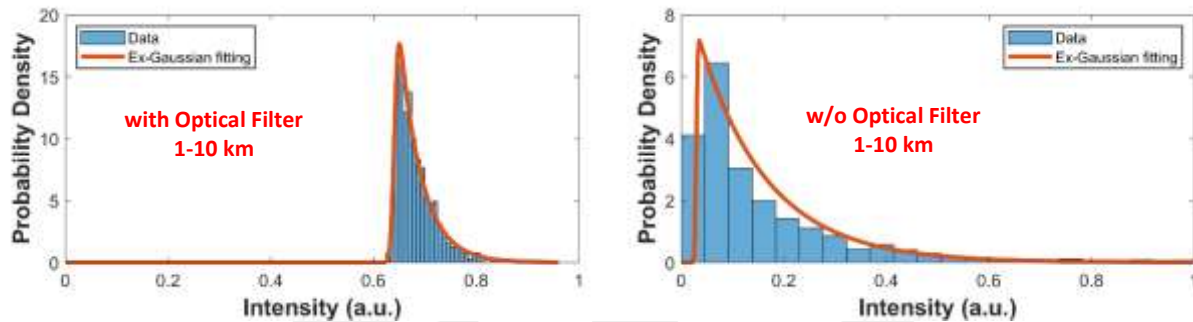 20
15
10
5
0
Probability Density
Data
Ex-Gaussian fitting
with Optical Filter
1-10 km
0
0.2
0.4
0.6
0.8
1
Intensity (a.u.)
8
6
4
2
0
Probability Density
Data
Ex-Gaussian fitting
w/o Optical Filter
1-10 km
0
0.2
0.4
0.6
0.8
1
Intensity (a.u.)